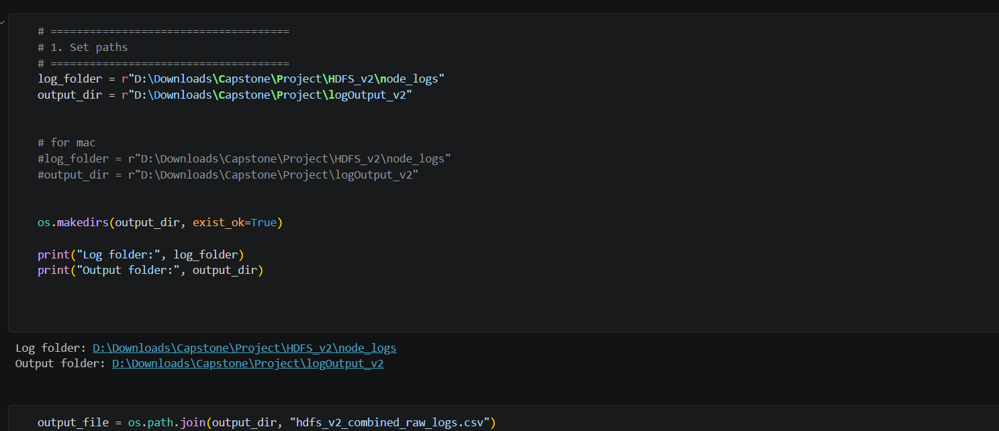 # =====================================
# 1. Set paths
# =====================================
log_folder = r"D:\Downloads\Capstone\Project\HDFS_v2\node_logs"
output_dir = r"D:\Downloads\Capstone\Project\logOutput_v2"
# for mac
#log_folder = r"D:\Downloads\Capstone\Project\HDFS_v2\node_logs"
#output_dir = r"D:\Downloads\Capstone\Project\logOutput_v2"
os.makedirs(output_dir, exist_ok=True)
print("Log folder:", log_folder)
print("Output folder:", output_dir)
Log folder: D:\Downloads\Capstone\Project\HDFS_v2\node_logs
Output folder: D:\Downloads\Capstone\Project\logOutput_v2
output_file = os.path.join(output_dir, "hdfs_v2_combined_raw_logs.csv")